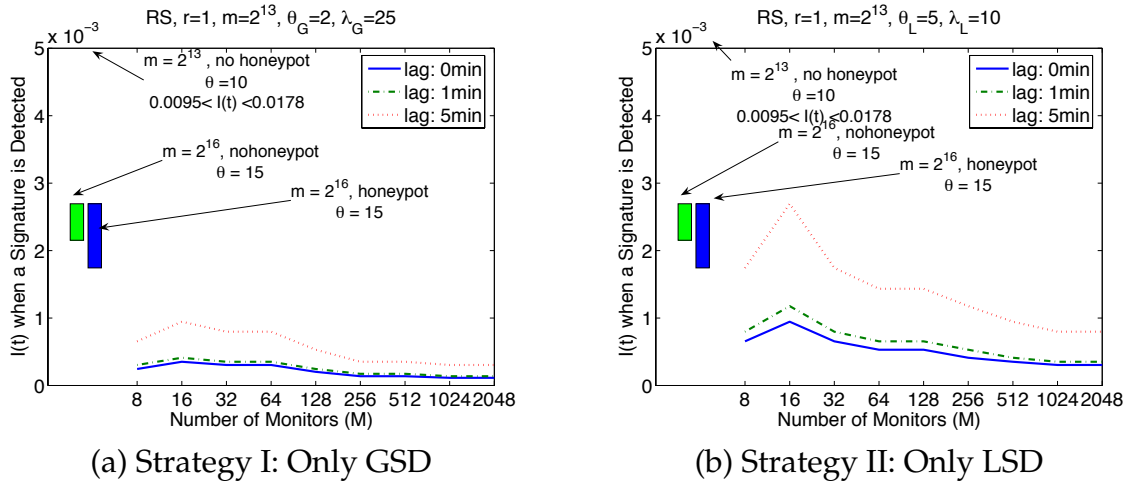 RS, r=1, m=2^13, θ_G=2, λ_G=25
5 x 10^-3
4
3
2
1
0
I(t) when a Signature is Detected
m = 2^13 , no honeypot
θ =10
0.0095< I(t) <0.0178
m = 2^16, nohoneypot
θ = 15
m = 2^16, honeypot
θ = 15
lag: 0min
lag: 1min
lag: 5min
8 16 32 64 128 256 512 1024 2048
Number of Monitors (M)
(a) Strategy I: Only GSD
RS, r=1, m=2^13, θ_L=5, λ_L=10
5 x 10^-3
4
3
2
1
0
I(t) when a Signature is Detected
m = 2^13 , no honeypot
θ =10
0.0095< I(t) <0.0178
m = 2^16, nohoneypot
θ = 15
m = 2^16, honeypot
θ = 15
lag: 0min
lag: 1min
lag: 5min
8 16 32 64 128 256 512 1024 2048
Number of Monitors (M)
(b) Strategy II: Only LSD